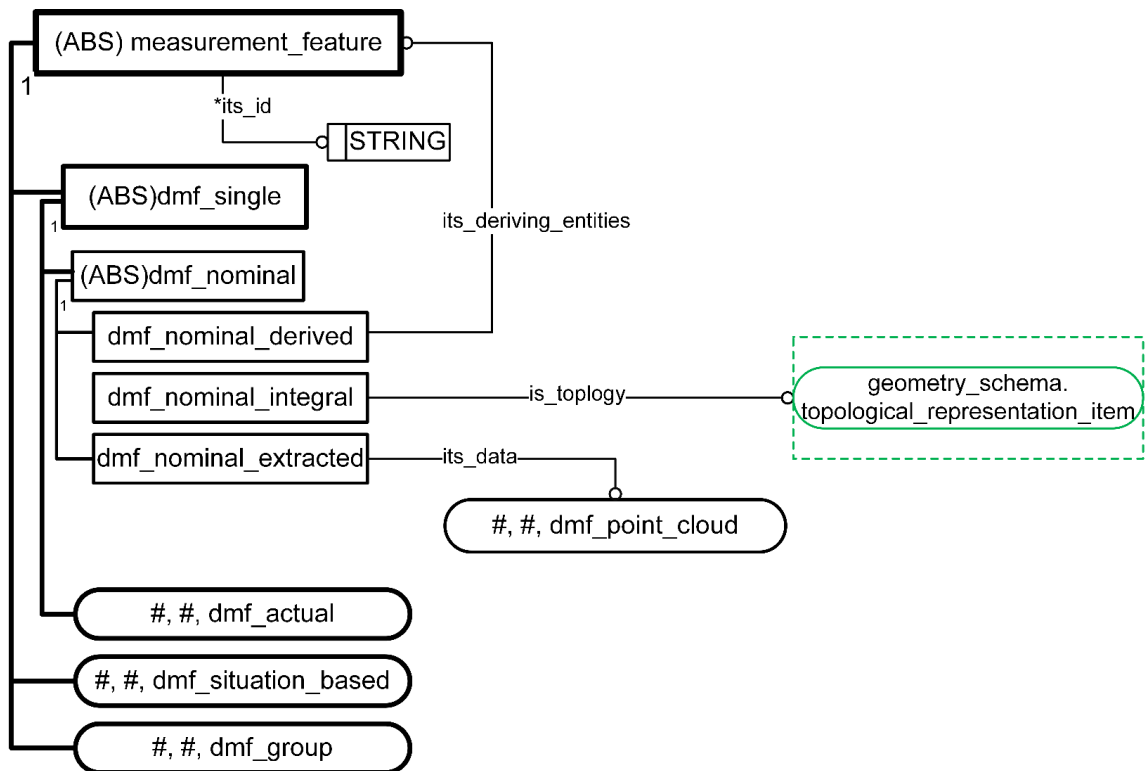 (ABS) measurement_feature
1
*its_id
STRING
(ABS)dmf_single
1
its_deriving_entities
(ABS)dmf_nominal
1
dmf_nominal_derived
dmf_nominal_integral
is_toplogy
geometry_schema.
topological_representation_item
dmf_nominal_extracted
its_data
#, #, dmf_point_cloud
#, #, dmf_actual
#, #, dmf_situation_based
#, #, dmf_group